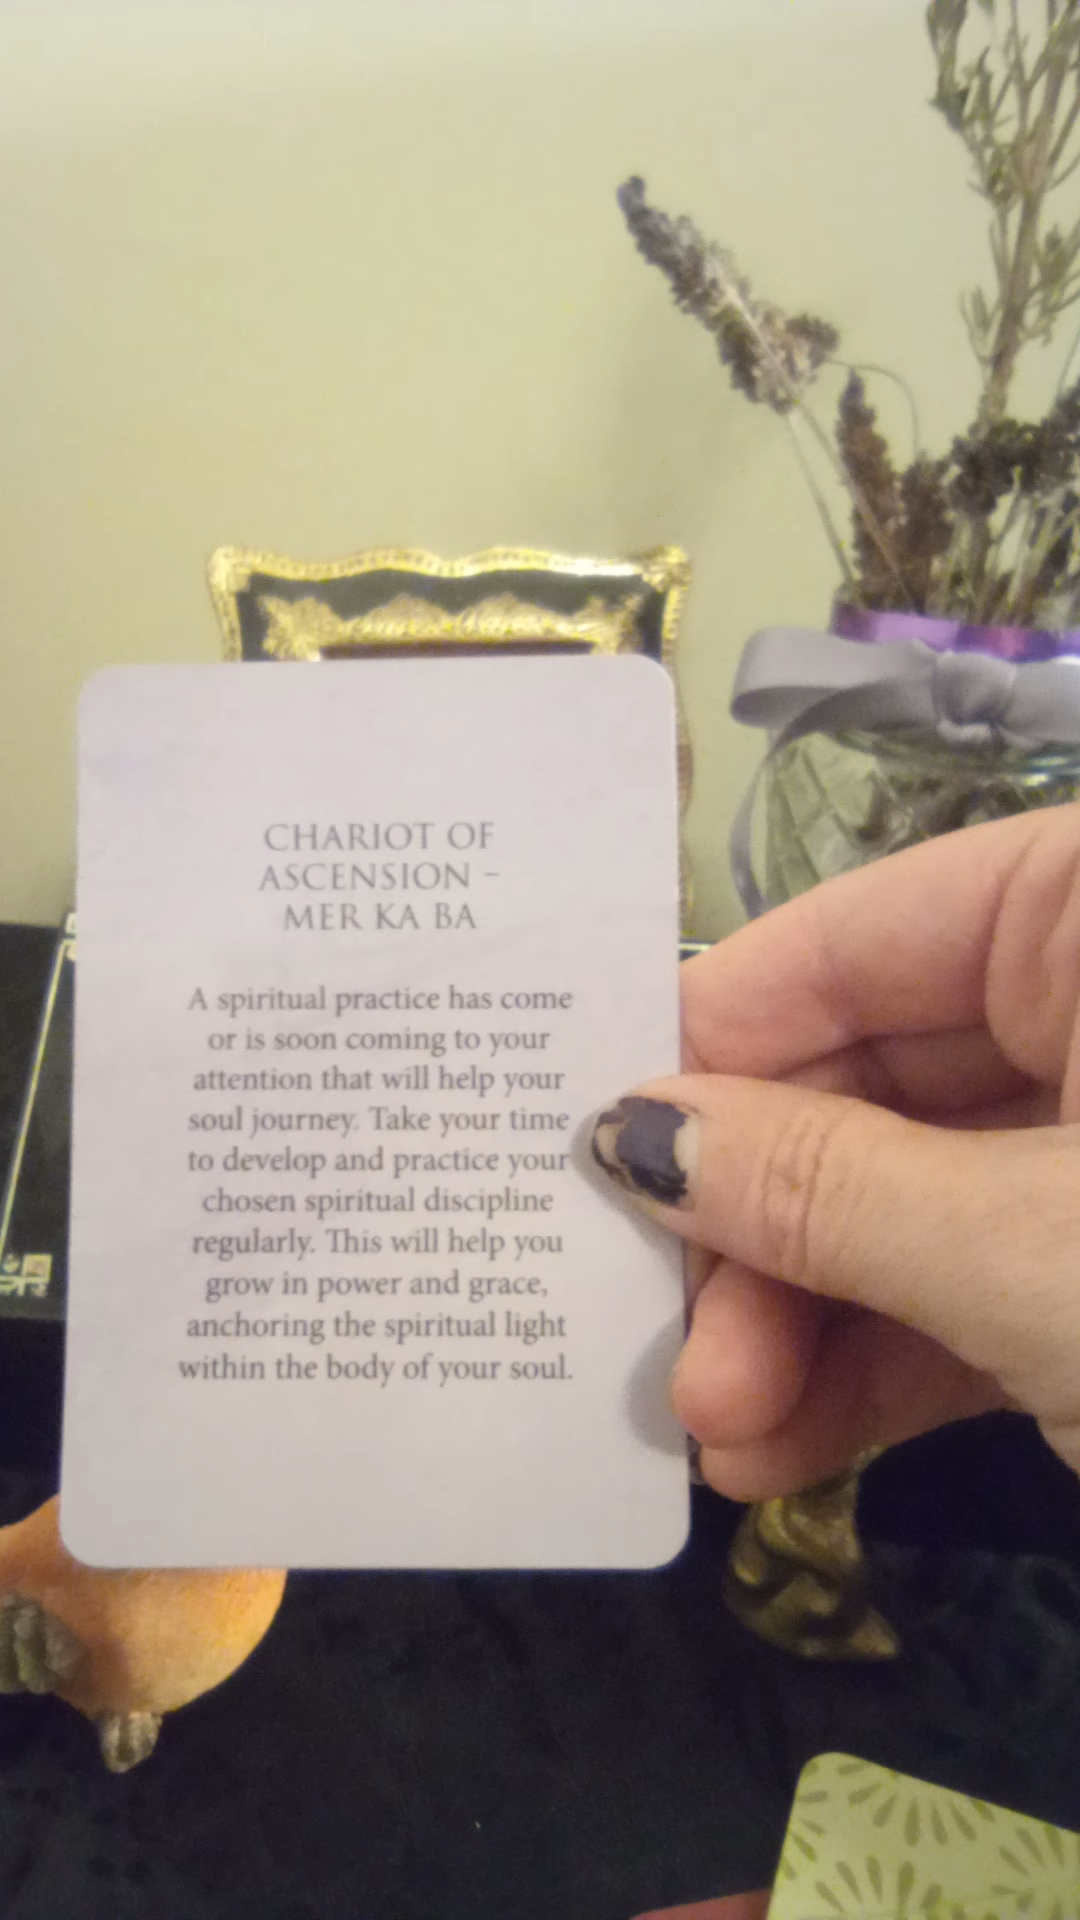 CHARIOT OF
ASCENSION –
MER KA BA
A spiritual practice has come
or is soon coming to your
attention that will help your
soul journey. Take your time
to develop and practice your
chosen spiritual discipline
regularly. This will help you
grow in power and grace,
anchoring the spiritual light
within the body of your soul.